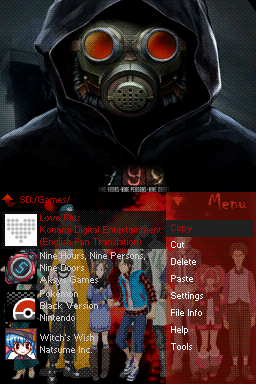 999
NINE HOURS·NINE PERSONS·NINE DOORS
SD:/Games/
Love Plus
Konami Digital Entertainment
(English Fan Translation)
Nine Hours, Nine Persons,
Nine Doors
Aksys Games
Pokémon
Black Version
Nintendo
Witch's Wish
Natsume Inc.
Menu
Copy
Cut
Delete
Paste
Settings
File Info
Help
Tools